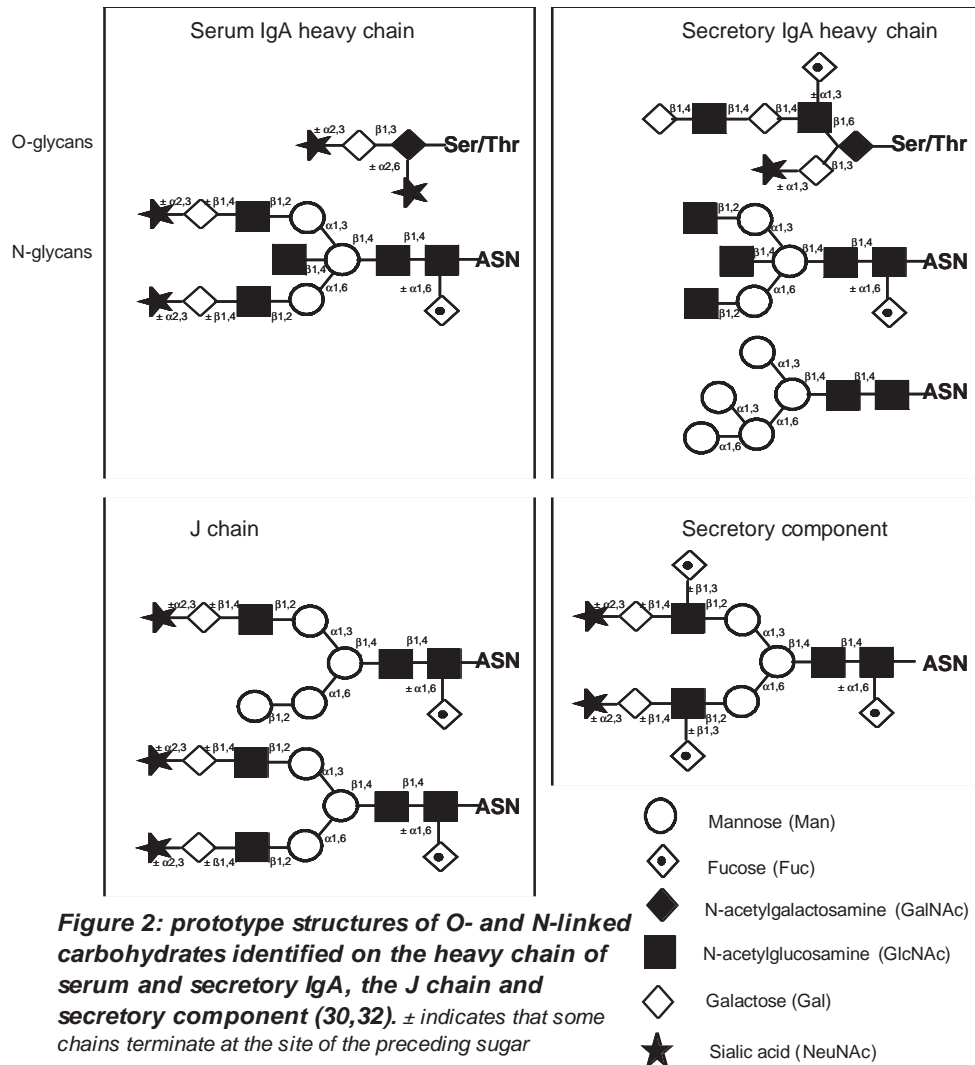 Serum IgA heavy chain
Secretory IgA heavy chain
O-glycans
N-glycans
± α2,3 β1,3 Ser/Thr
± α2,6
± α2,3 ± β1,4 β1,2
α1,3
β1,4 β1,4 ASN
β1,4
α1,6 ± α1,6
± α2,3 ± β1,4 β1,2
± α1,3
β1,4 β1,4 β1,4
β1,6
Ser/Thr
β1,3
± α1,3
β1,2
α1,3
β1,4 β1,4 β1,4 ASN
α1,6 ± α1,6
β1,2
α1,3
β1,4 β1,4 ASN
α1,3
α1,6
α1,6
J chain
± α2,3 ± β1,4 β1,2
α1,3
β1,4 β1,4 ASN
α1,6 ± α1,6
β1,2
± α2,3 ± β1,4 β1,2
α1,3
β1,4 β1,4 ASN
α1,6 ± α1,6
± α2,3 ± ß1,4 β1,2
Secretory component
± β1,3
±α2,3 ± β1,4 β1,2
α1,3
β1,4 β1,4 ASN
α1,6 ± α1,6
± α2,3 ± β1,4 β1,2
± β1,3
Mannose (Man)
Fucose (Fuc)
N-acetylgalactosamine (GalNAc)
N-acetylglucosamine (GlcNAc)
Galactose (Gal)
Sialic acid (NeuNAc)
Figure 2: prototype structures of O- and N-linked
carbohydrates identified on the heavy chain of
serum and secretory IgA, the J chain and
secretory component (30,32). ± indicates that some
chains terminate at the site of the preceding sugar